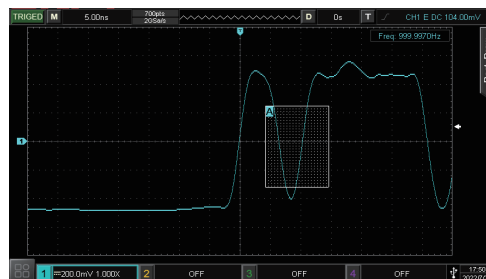 TRIGED M 5.00ns 700pts D 0s T CH1 E DC 104.00mV
20Sa/s
Freq: 999.9970Hz
A
1
1 200.0mV 1.000X 2 OFF 3 OFF 4 OFF 17:50